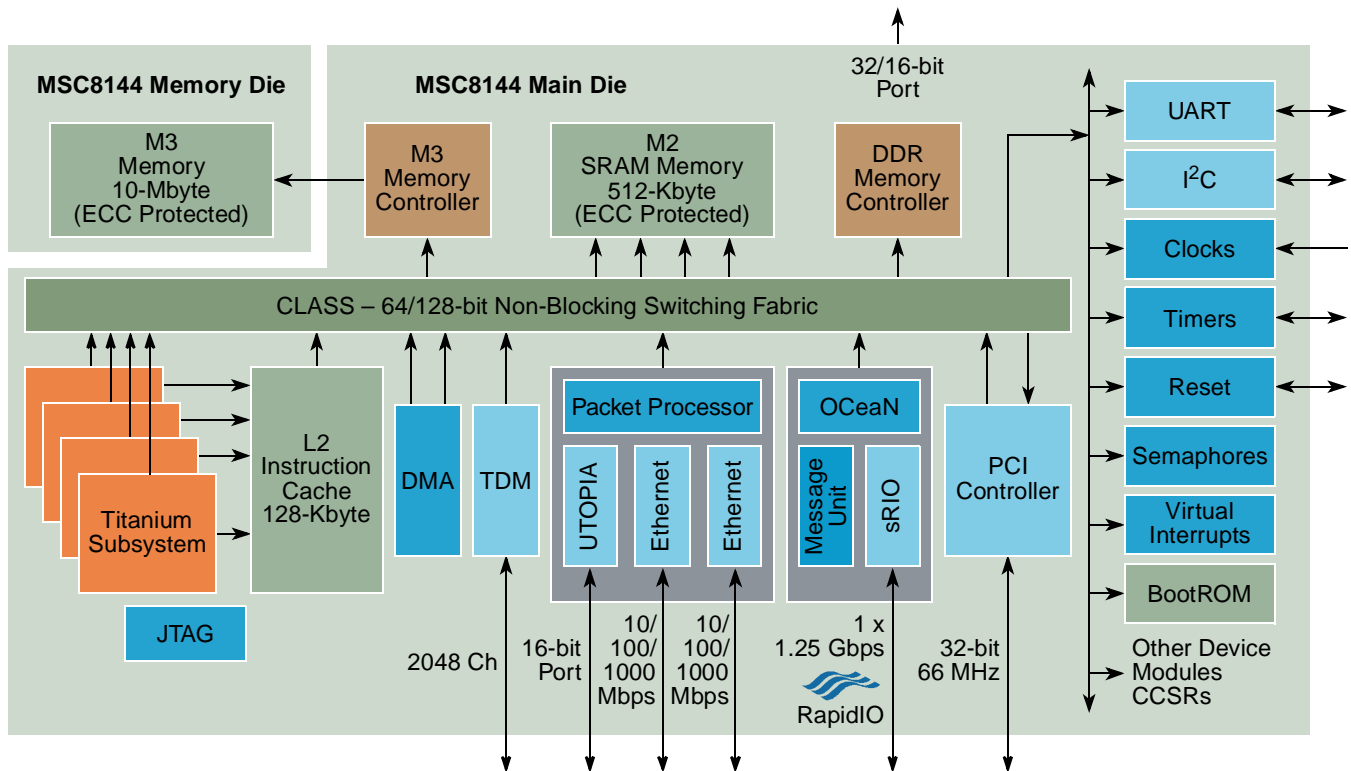 MSC8144 Memory Die
MSC8144 Main Die
32/16-bit
Port
M3
Memory
10-Mbyte
(ECC Protected)
M3
Memory
Controller
M2
SRAM Memory
512-Kbyte
(ECC Protected)
DDR
Memory
Controller
CLASS – 64/128-bit Non-Blocking Switching Fabric
Titanium
Subsystem
JTAG
L2
Instruction
Cache
128-Kbyte
DMA
TDM
Packet Processor
UTOPIA
Ethernet
Ethernet
OCeaN
Message
Unit
sRIO
PCI
Controller
2048 Ch
16-bit
Port
10/
100/
1000
Mbps
10/
100/
1000
Mbps
1 x
1.25 Gbps
RapidIO
32-bit
66 MHz
UART
I²C
Clocks
Timers
Reset
Semaphores
Virtual
Interrupts
BootROM
Other Device
Modules
CCSRs